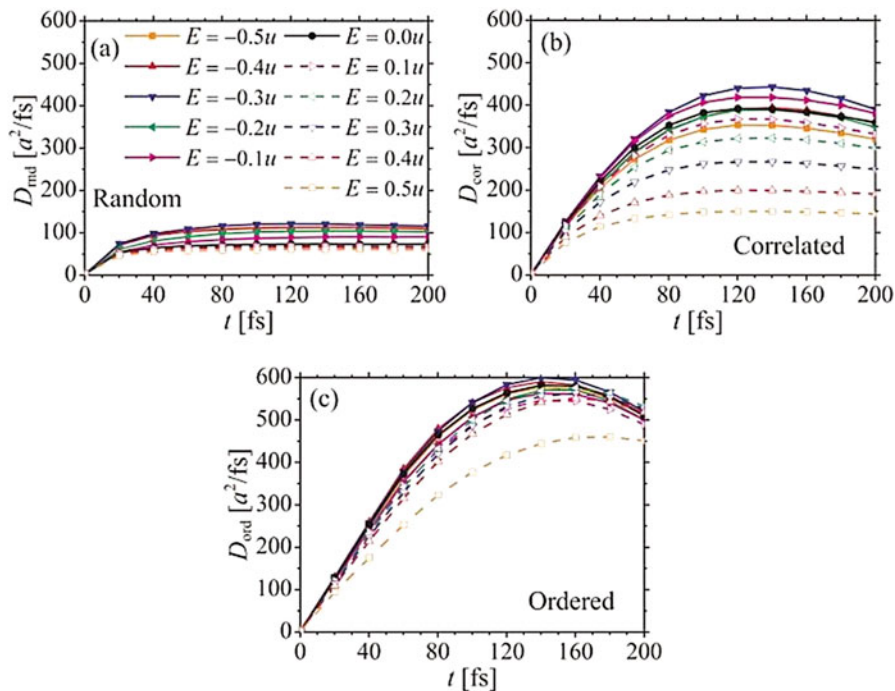 (a)
E = −0.5u E = 0.0u
E = −0.4u E = 0.1u
E = −0.3u E = 0.2u
E = −0.2u E = 0.3u
E = −0.1u E = 0.4u
E = 0.5u
Random
D_rnd [a²/fs]
600
500
400
300
200
100
0
0 40 80 120 160 200
t [fs]
(b)
Correlated
D_cor [a²/fs]
600
500
400
300
200
100
0
0 40 80 120 160 200
t [fs]
(c)
Ordered
D_ord [a²/fs]
600
500
400
300
200
100
0
0 40 80 120 160 200
t [fs]